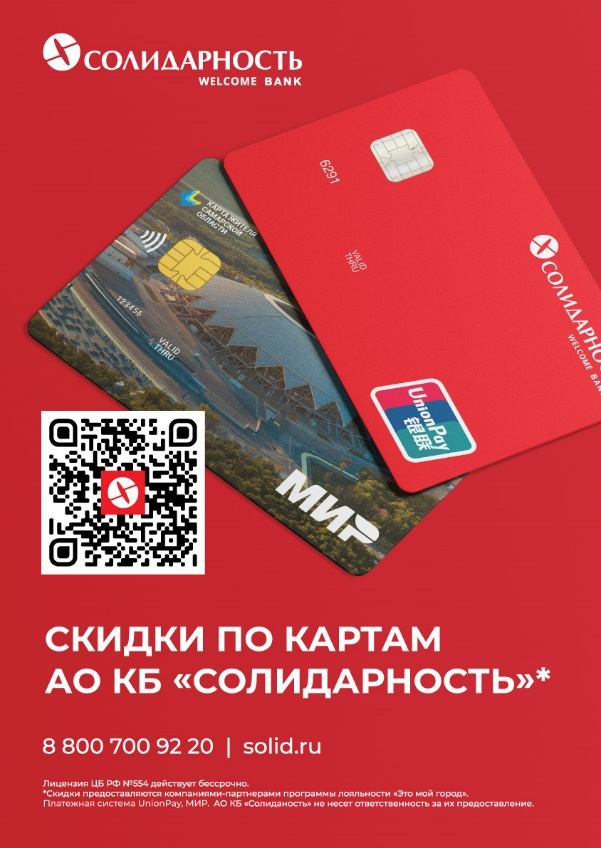 СОЛИДАРНОСТЬ
WELCOME BANK
6291
VALID
THRU
СОЛИДАРНОСТЬ
WELCOME BANK
UnionPay
银联
КАРТА ЖИТЕЛЯ
САМАРСКОЙ
ОБЛАСТИ
123456
VALID
THRU
МИР
СКИДКИ ПО КАРТАМ
АО КБ «СОЛИДАРНОСТЬ»*
8 800 700 92 20 | solid.ru
Лицензия ЦБ РФ №554 действует бессрочно.
*Скидки предоставляются компаниями-партнерами программы лояльности «Это мой город».
Платежная система UnionPay, МИР. АО КБ «Солиданость» не несет ответственность за их предоставление.